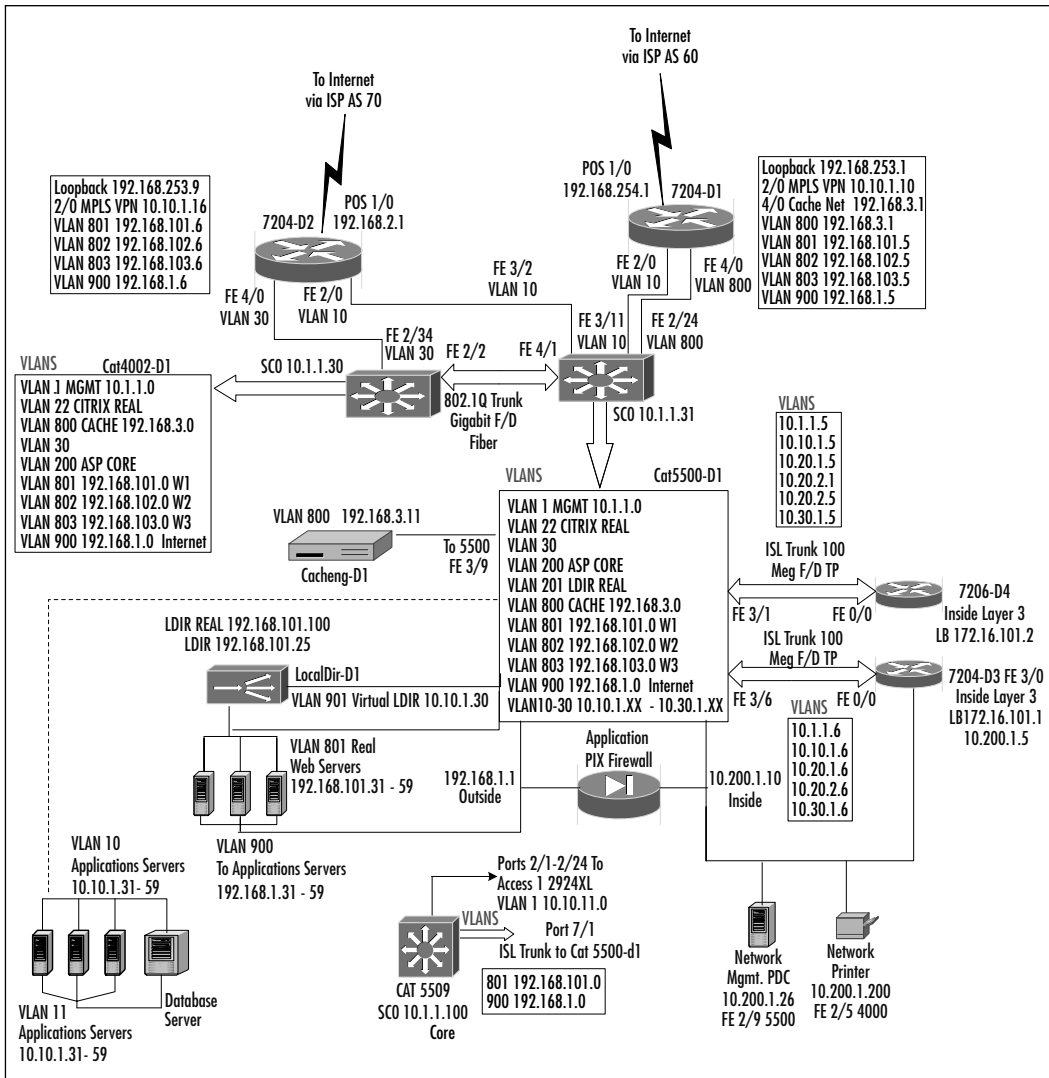 To Internet
via ISP AS 60
To Internet
via ISP AS 70
Loopback 192.168.253.9
2/0 MPLS VPN 10.10.1.16
VLAN 801 192.168.101.6
VLAN 802 192.168.102.6
VLAN 803 192.168.103.6
VLAN 900 192.168.1.6
7204-D2
POS 1/0
192.168.2.1
POS 1/0
192.168.254.1
7204-D1
Loopback 192.168.253.1
2/0 MPLS VPN 10.10.1.10
4/0 Cache Net 192.168.3.1
VLAN 800 192.168.3.1
VLAN 801 192.168.101.5
VLAN 802 192.168.102.5
VLAN 803 192.168.103.5
VLAN 900 192.168.1.5
FE 4/0
VLAN 30
FE 2/0
VLAN 10
FE 3/2
VLAN 10
FE 2/0
VLAN 10
FE 4/0
VLAN 800
FE 2/34
VLAN 30
FE 3/11
VLAN 10
FE 2/24
VLAN 800
FE 2/2
FE 4/1
802.1Q Trunk
Gigabit F/D
Fiber
SCO 10.1.1.30
SCO 10.1.1.31
VLANS
Cat4002-D1
VLAN 1 MGMT 10.1.1.0
VLAN 22 CITRIX REAL
VLAN 800 CACHE 192.168.3.0
VLAN 30
VLAN 200 ASP CORE
VLAN 801 192.168.101.0 W1
VLAN 802 192.168.102.0 W2
VLAN 803 192.168.103.0 W3
VLAN 900 192.168.1.0 Internet
VLANS
Cat5500-D1
VLAN 1 MGMT 10.1.1.0
VLAN 22 CITRIX REAL
VLAN 30
VLAN 200 ASP CORE
VLAN 201 LDIR REAL
VLAN 800 CACHE 192.168.3.0
VLAN 801 192.168.101.0 W1
VLAN 802 192.168.102.0 W2
VLAN 803 192.168.103.0 W3
VLAN 900 192.168.1.0 Internet
VLAN10-30 10.10.1.XX - 10.30.1.XX
VLANS
10.1.1.5
10.10.1.5
10.20.1.5
10.20.2.1
10.20.2.5
10.30.1.5
VLAN 800 192.168.3.11
Cacheng-D1
To 5500
FE 3/9
ISL Trunk 100
Meg F/D TP
FE 3/1
FE 0/0
7206-D4
Inside Layer 3
LB 172.16.101.2
ISL Trunk 100
Meg F/D TP
FE 3/6
FE 0/0
7204-D3 FE 3/0
Inside Layer 3
LB172.16.101.1
10.200.1.5
VLANS
10.1.1.6
10.10.1.6
10.20.1.6
10.20.2.6
10.30.1.6
LDIR REAL 192.168.101.100
LDIR 192.168.101.25
LocalDir-D1
VLAN 901 Virtual LDIR 10.10.1.30
VLAN 801 Real
Web Servers
192.168.101.31 - 59
Application
PIX Firewall
192.168.1.1
Outside
10.200.1.10
Inside
VLAN 900
To Applications Servers
192.168.1.31 - 59
VLAN 10
Applications Servers
10.10.1.31- 59
Database
Server
VLAN 11
Applications Servers
10.10.1.31- 59
Ports 2/1-2/24 To
Access 1 2924XL
VLAN 1 10.10.11.0
VLANS
Port 7/1
ISL Trunk to Cat 5500-d1
801 192.168.101.0
900 192.168.1.0
CAT 5509
SCO 10.1.1.100
Core
Network
Mgmt. PDC
10.200.1.26
FE 2/9 5500
Network
Printer
10.200.1.200
FE 2/5 4000